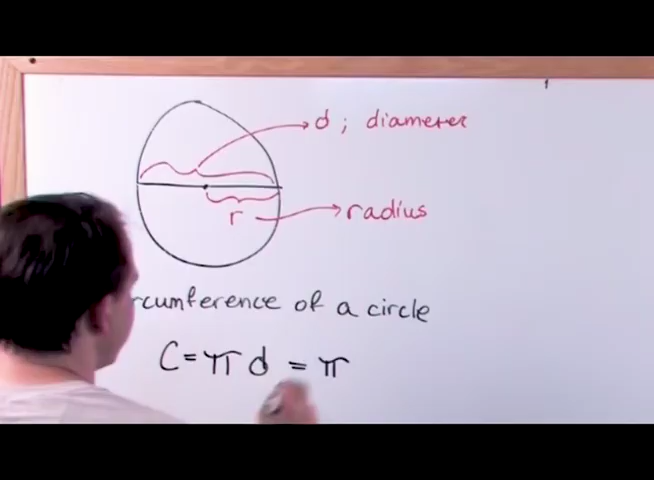 d ; diameter
r radius
rcumference of a circle
C = π d = π